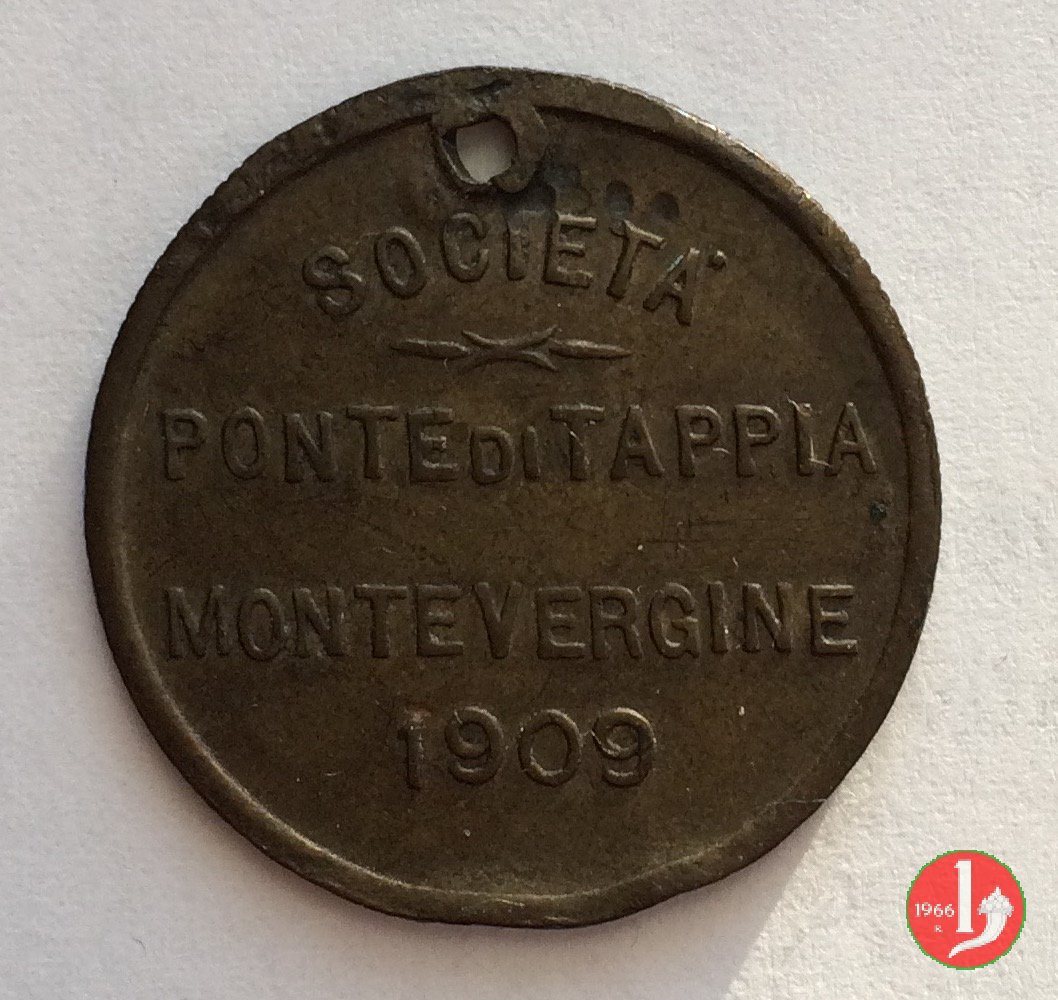 SOCIETA'
PONTE DI TAPPIA
MONTEVERGINE
1909
1966
R